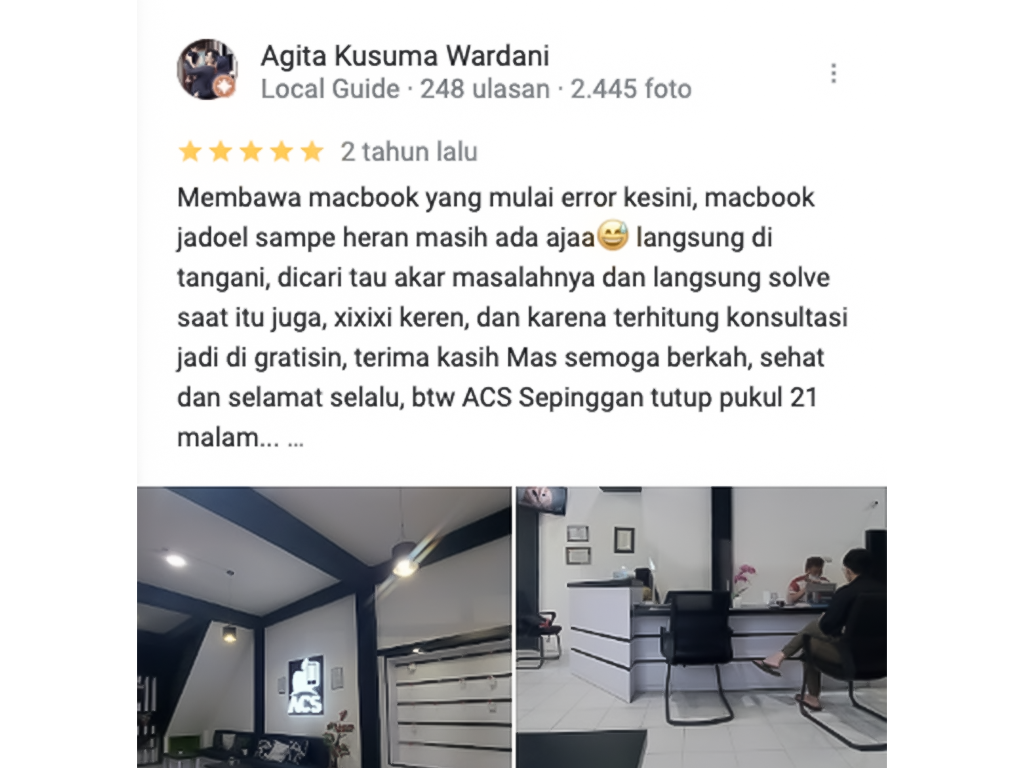 Agita Kusuma Wardani
Local Guide · 248 ulasan · 2.445 foto
2 tahun lalu
Membawa macbook yang mulai error kesini, macbook
jadoel sampe heran masih ada ajaa😅 langsung di
tangani, dicari tau akar masalahnya dan langsung solve
saat itu juga, xixixi keren, dan karena terhitung konsultasi
jadi di gratisin, terima kasih Mas semoga berkah, sehat
dan selamat selalu, btw ACS Sepinggan tutup pukul 21
malam... ...
ACS